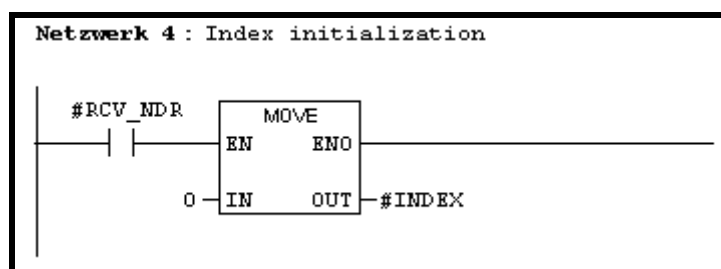 Netzwerk 4 : Index initialization
#RCV_NDR
MOVE
EN ENO
0 IN OUT #INDEX